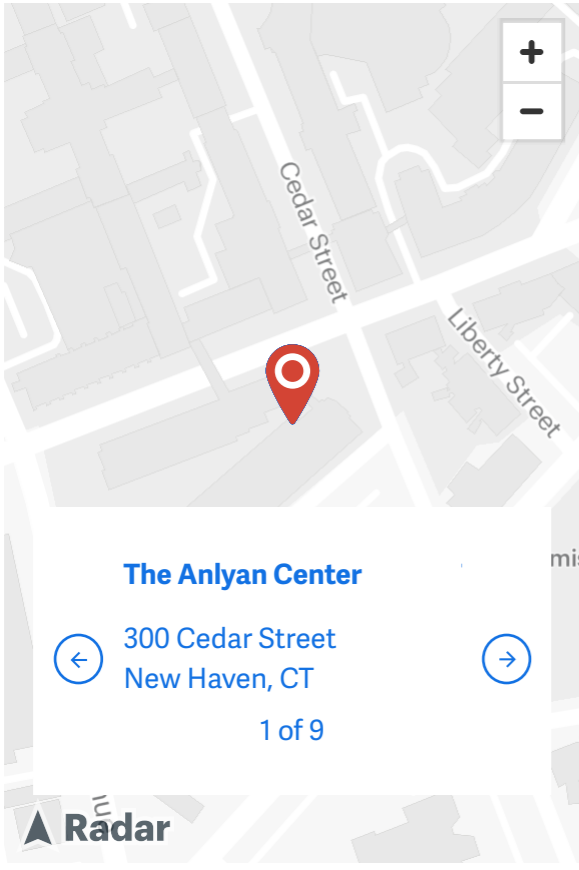 Cedar Street
Liberty Street
The Anlyan Center
300 Cedar Street
New Haven, CT
1 of 9
Radar